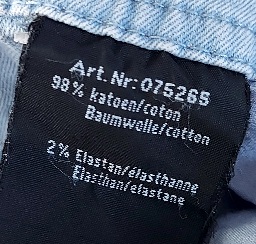 Art.Nr:075265
98% katoen/coton
Baumwolle/cotton
2% Elastan/élasthanne
Elasthan/elastane